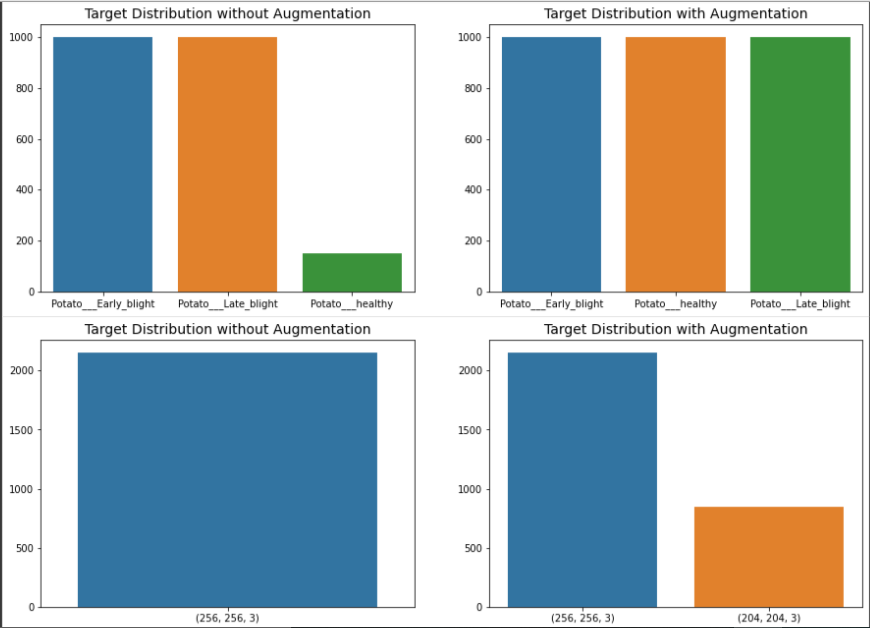 Target Distribution without Augmentation
1000
800
600
400
200
0
Potato___Early_blight Potato___Late_blight Potato___healthy
Target Distribution with Augmentation
1000
800
600
400
200
0
Potato___Early_blight Potato___healthy Potato___Late_blight
Target Distribution without Augmentation
2000
1500
1000
500
0
(256, 256, 3)
Target Distribution with Augmentation
2000
1500
1000
500
0
(256, 256, 3) (204, 204, 3)